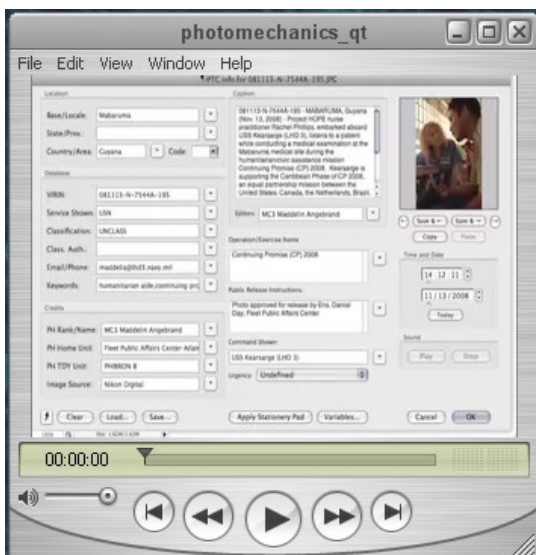 photomechanics_qt
File Edit View Window Help
IPTC info for 081113-N-7544A-195.JPG
Location
Base/Locale: Mabaruma
State/Prov.:
Country/Area: Guyana Code:
Database
VIRIN: 081113-N-7544A-195
Service Shown: USN
Classification: UNCLASS
Class. Auth.:
Email/Phone: maddelia@lhd3.navy.mil
Keywords: humanitarian aide,continuing pro
Credits
PH Rank/Name: MC3 Maddelin Angebrand
PH Home Unit: Fleet Public Affairs Center Atlan
PH TDY Unit: PHIBRON 8
Image Source: Nikon Digital
Caption
081113-N-7544A-195 - MABARUMA, Guyana
(Nov. 13, 2008) - Project HOPE nurse
practitioner Rachel Phillips, embarked aboard
USS Kearsarge (LHD 3), listens to a patient
while conducting a medical examination at the
Mabaruma medical site during the
humanitarian/civic assistance mission
Continuing Promise (CP) 2008. Kearsarge is
supporting the Caribbean Phase of CP 2008,
an equal partnership mission between the
United States, Canada, the Netherlands, Brazil,
Editors: MC3 Maddelin Angebrand
Operation/Exercise Name
Continuing Promise (CP) 2008
Public Release Instructions:
Photo approved for release by Ens. Daniel
Day, Fleet Public Affairs Center
Command Shown:
USS Kearsarge (LHD 3)
Urgency: Undefined
Save & ← Save & →
Copy Paste
Time and Date
14 12 11
11/13/2008
Today
Sound
Play Stop
Clear Load... Save... Apply Stationery Pad Variables... Cancel OK
00:00:00